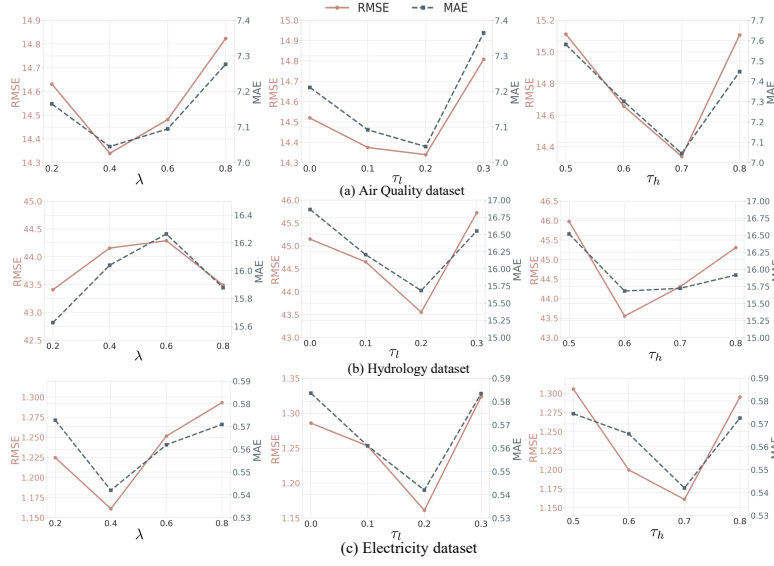 RMSE MAE
14.9 14.8 14.7 14.6 14.5 14.4 14.3
RMSE
0.2 0.4 0.6 0.8
λ
7.4 7.3 7.2 7.1 7.0
MAE
15.0 14.9 14.8 14.7 14.6 14.5 14.4 14.3
RMSE
0.0 0.1 0.2 0.3
τl
7.4 7.3 7.2 7.1 7.0
MAE
15.2 15.0 14.8 14.6 14.4
RMSE
0.5 0.6 0.7 0.8
τh
7.7 7.6 7.5 7.4 7.3 7.2 7.1 7.0
MAE
(a) Air Quality dataset
45.0 44.5 44.0 43.5 43.0 42.5
RMSE
0.2 0.4 0.6 0.8
λ
16.4 16.2 16.0 15.8 15.6
MAE
46.0 45.5 45.0 44.5 44.0 43.5 43.0
RMSE
0.0 0.1 0.2 0.3
τl
17.00 16.75 16.50 16.25 16.00 15.75 15.50 15.25 15.00
MAE
46.5 46.0 45.5 45.0 44.5 44.0 43.5 43.0
RMSE
0.5 0.6 0.7 0.8
τh
17.00 16.75 16.50 16.25 16.00 15.75 15.50 15.25 15.00
(b) Hydrology dataset
1.300 1.275 1.250 1.225 1.200 1.175 1.150
RMSE
0.2 0.4 0.6 0.8
λ
0.59 0.58 0.57 0.56 0.55 0.54 0.53
MAE
1.35 1.30 1.25 1.20 1.15
RMSE
0.0 0.1 0.2 0.3
τl
0.59 0.58 0.57 0.56 0.55 0.54 0.53
MAE
1.300 1.275 1.250 1.225 1.200 1.175 1.150
RMSE
0.5 0.6 0.7 0.8
τh
0.59 0.58 0.57 0.56 0.55 0.54 0.53
(c) Electricity dataset